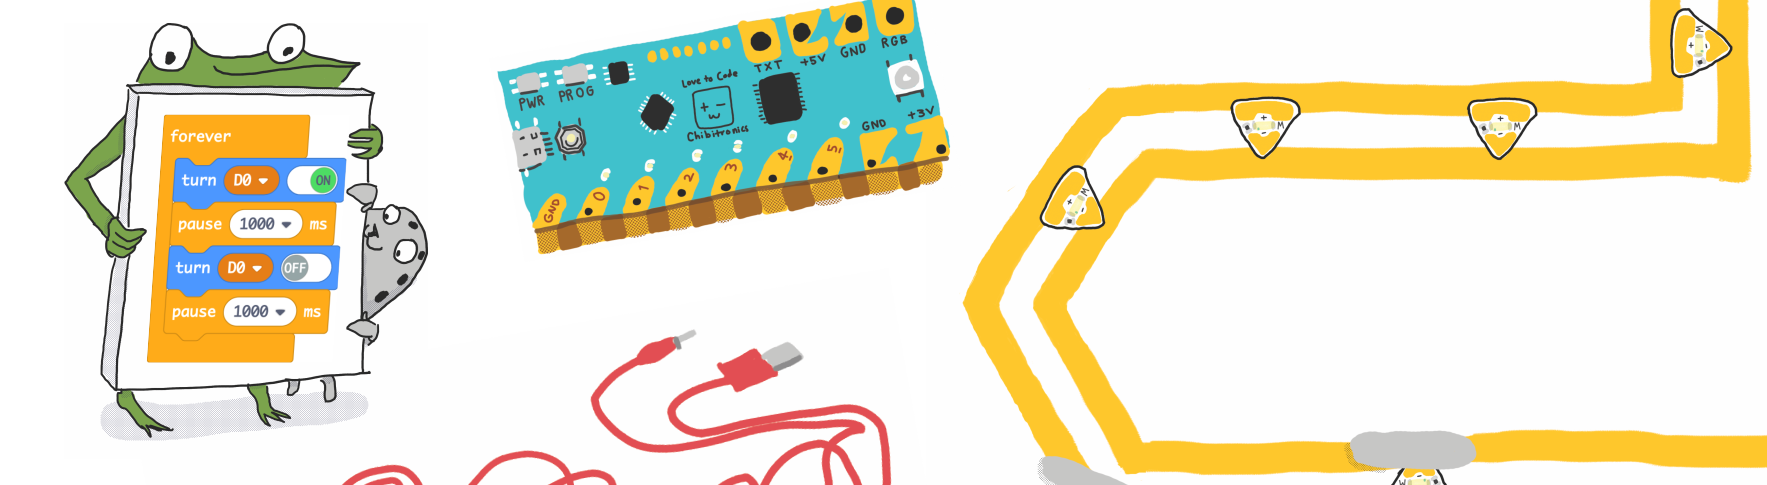 forever
turn D0 ON
pause 1000 ms
turn D0 OFF
pause 1000 ms
TXT +5V GND RGB
PWR PROG
Love to Code
+ -
w
Chibitronics
GND 0 1 2 3 4 5 GND +3V
+ M
+ M
+ M
+ M